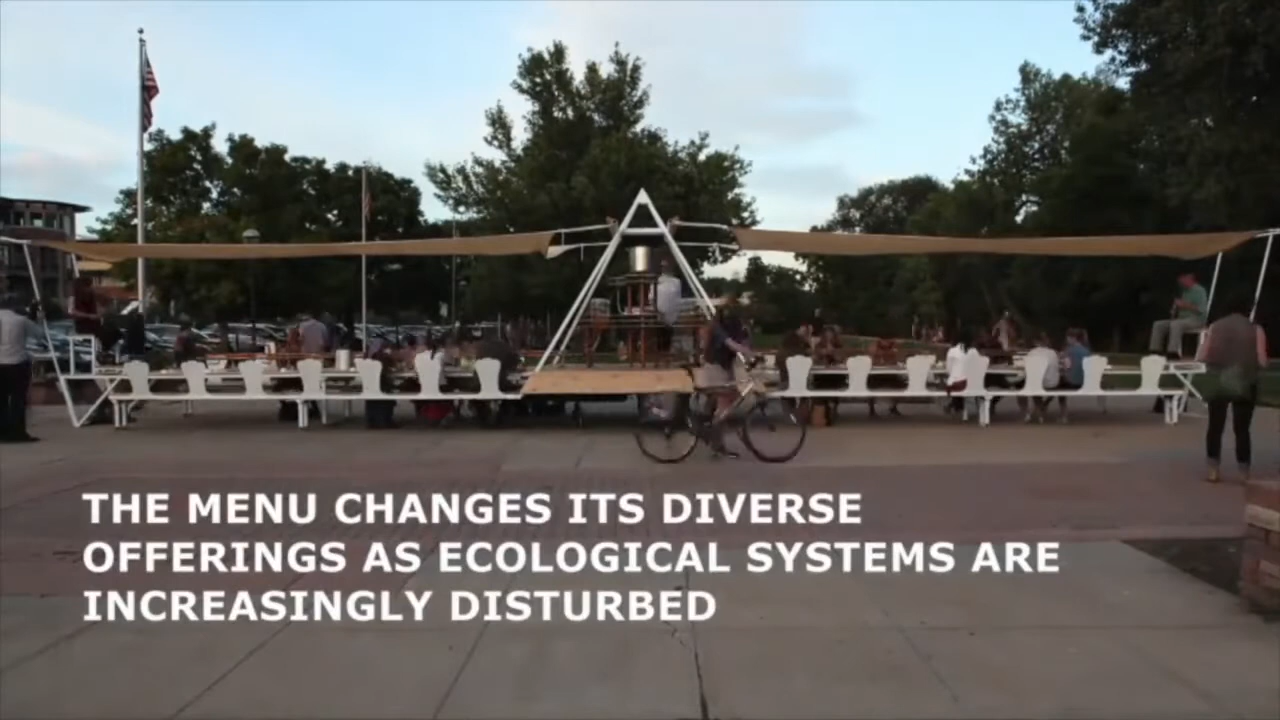 THE MENU CHANGES ITS DIVERSE
OFFERINGS AS ECOLOGICAL SYSTEMS ARE
INCREASINGLY DISTURBED